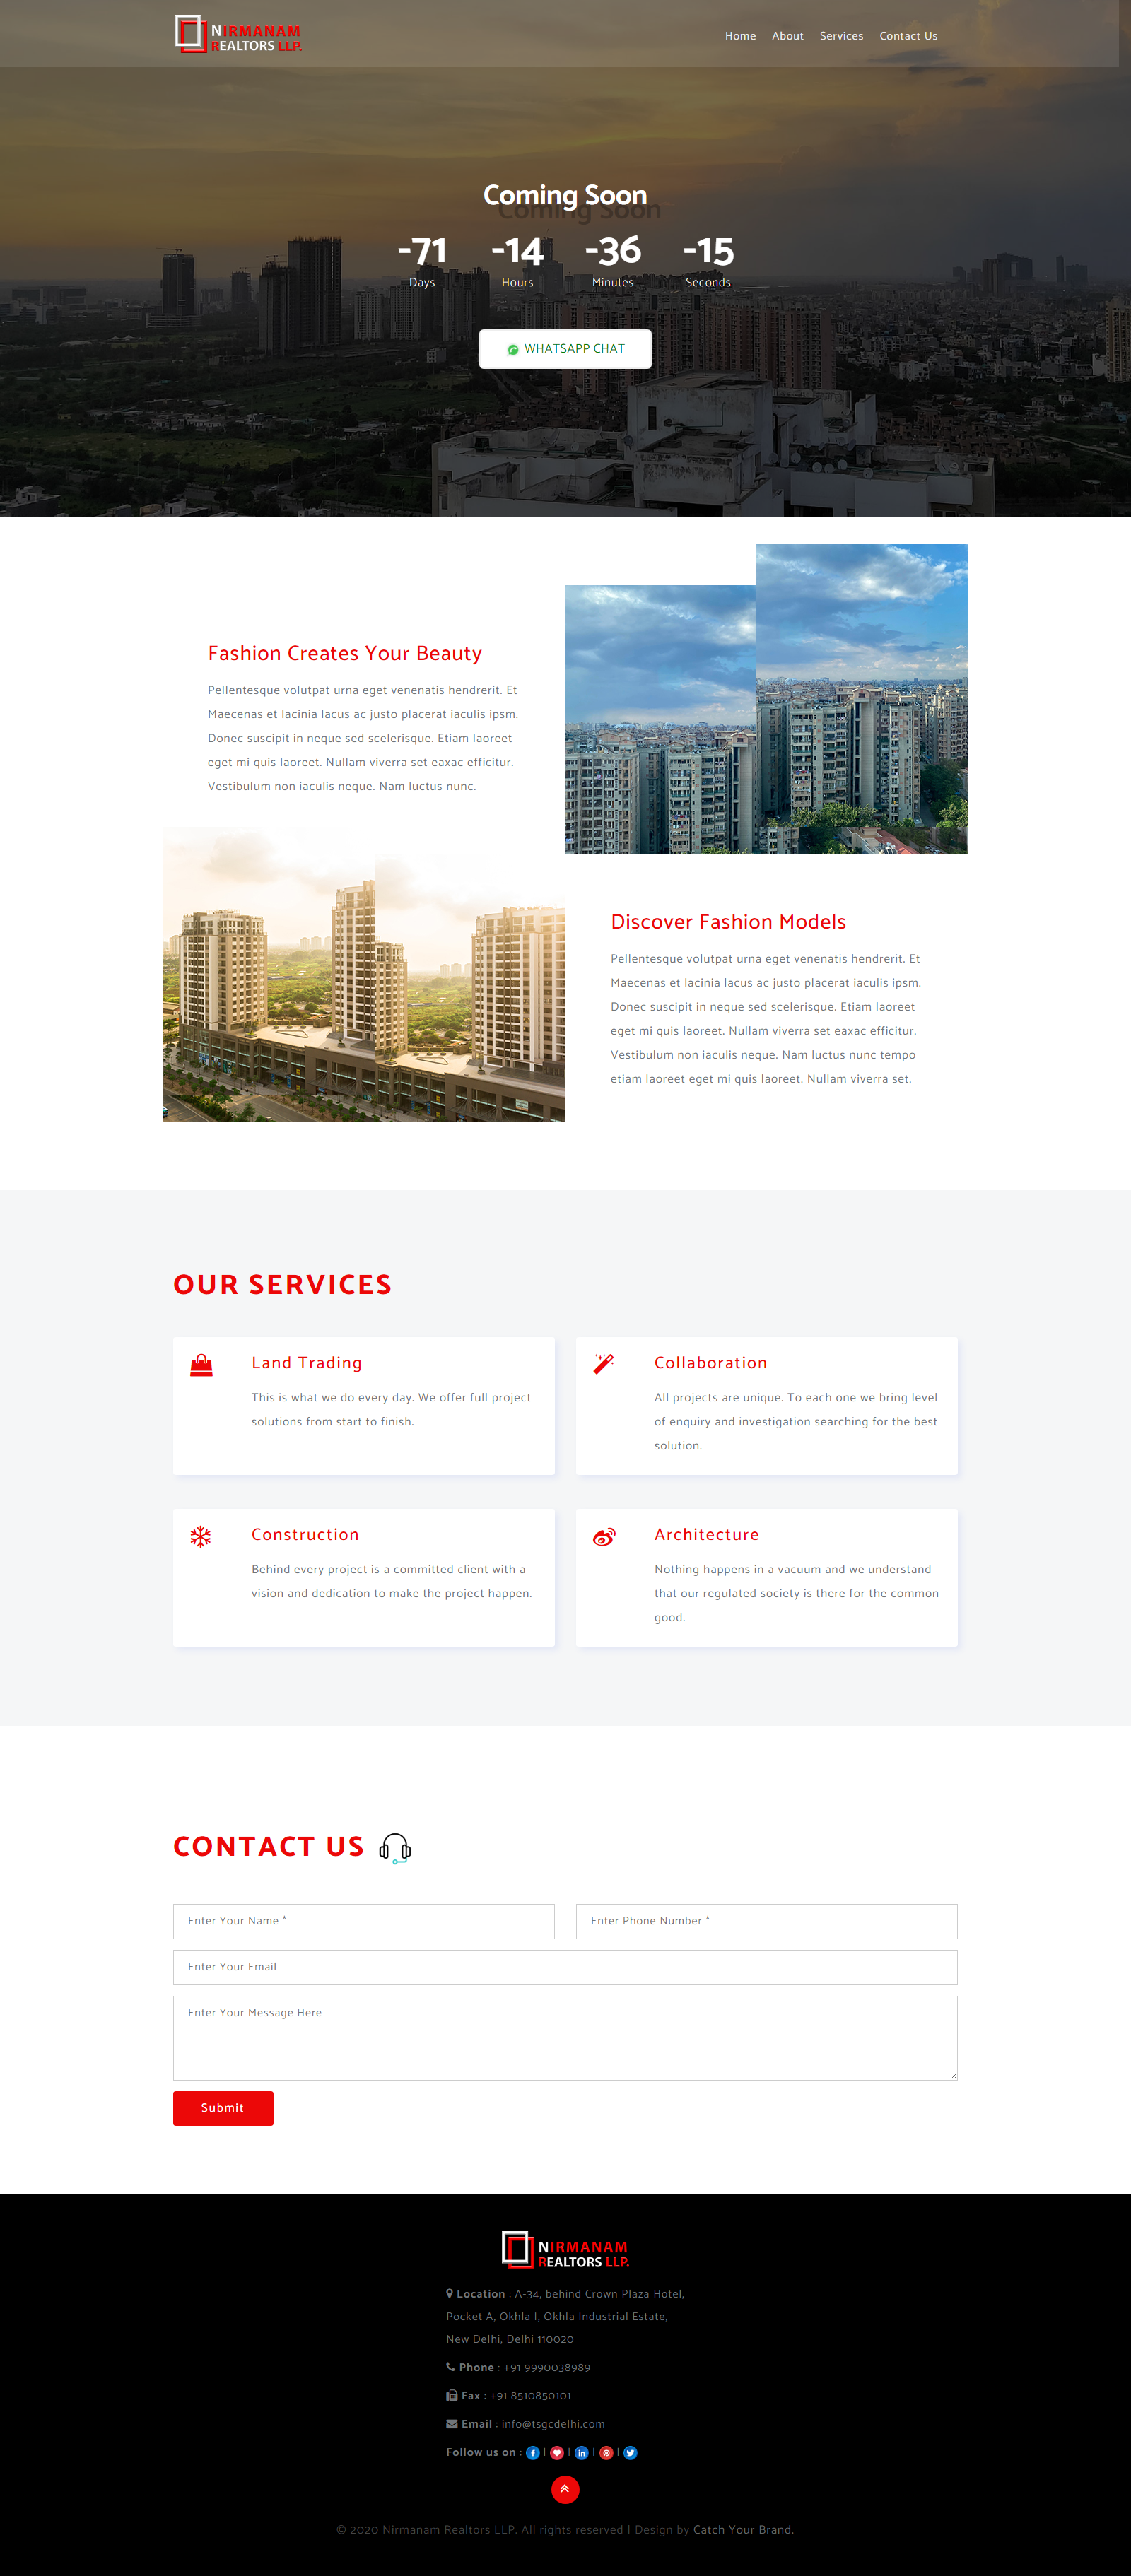 NIRMANAM
REALTORS LLP.
Home About Services Contact Us
Coming Soon
-71 -14 -36 -15
Days Hours Minutes Seconds
WHATSAPP CHAT
Fashion Creates Your Beauty
Pellentesque volutpat urna eget venenatis hendrerit. Et
Maecenas et lacinia lacus ac justo placerat iaculis ipsm.
Donec suscipit in neque sed scelerisque. Etiam laoreet
eget mi quis laoreet. Nullam viverra set eaxac efficitur.
Vestibulum non iaculis neque. Nam luctus nunc.
Discover Fashion Models
Pellentesque volutpat urna eget venenatis hendrerit. Et
Maecenas et lacinia lacus ac justo placerat iaculis ipsm.
Donec suscipit in neque sed scelerisque. Etiam laoreet
eget mi quis laoreet. Nullam viverra set eaxac efficitur.
Vestibulum non iaculis neque. Nam luctus nunc tempo
etiam laoreet eget mi quis laoreet. Nullam viverra set.
OUR SERVICES
Land Trading
This is what we do every day. We offer full project
solutions from start to finish.
Collaboration
All projects are unique. To each one we bring level
of enquiry and investigation searching for the best
solution.
Construction
Behind every project is a committed client with a
vision and dedication to make the project happen.
Architecture
Nothing happens in a vacuum and we understand
that our regulated society is there for the common
good.
CONTACT US
Enter Your Name *
Enter Phone Number *
Enter Your Email
Enter Your Message Here
Submit
NIRMANAM
REALTORS LLP.
Location : A-34, behind Crown Plaza Hotel,
Pocket A, Okhla I, Okhla Industrial Estate,
New Delhi, Delhi 110020
Phone : +91 9990038989
Fax : +91 8510850101
Email : info@tsgcdelhi.com
Follow us on : | | | |
© 2020 Nirmanam Realtors LLP. All rights reserved | Design by Catch Your Brand.